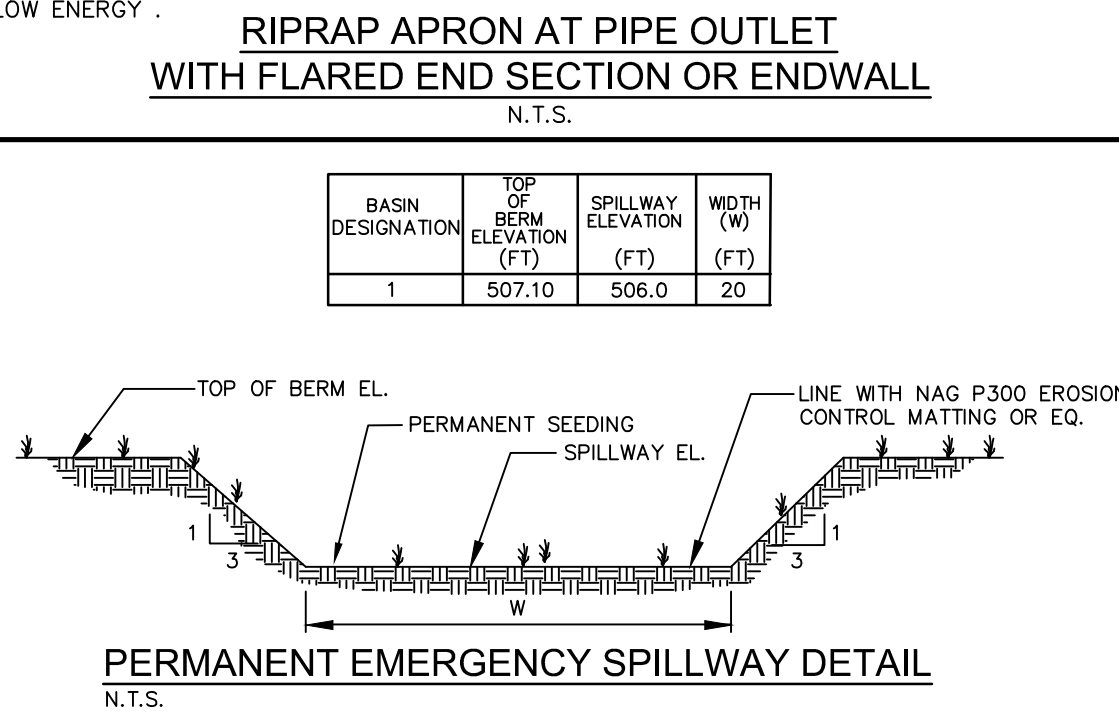 LOW ENERGY .
RIPRAP APRON AT PIPE OUTLET
WITH FLARED END SECTION OR ENDWALL
N.T.S.
BASIN DESIGNATION
TOP OF BERM ELEVATION (FT)
SPILLWAY ELEVATION (FT)
WIDTH (W) (FT)
1 507.10 506.0 20
TOP OF BERM EL.
PERMANENT SEEDING
SPILLWAY EL.
LINE WITH NAG P300 EROSION
CONTROL MATTING OR EQ.
1
3
1
3
W
PERMANENT EMERGENCY SPILLWAY DETAIL
N.T.S.